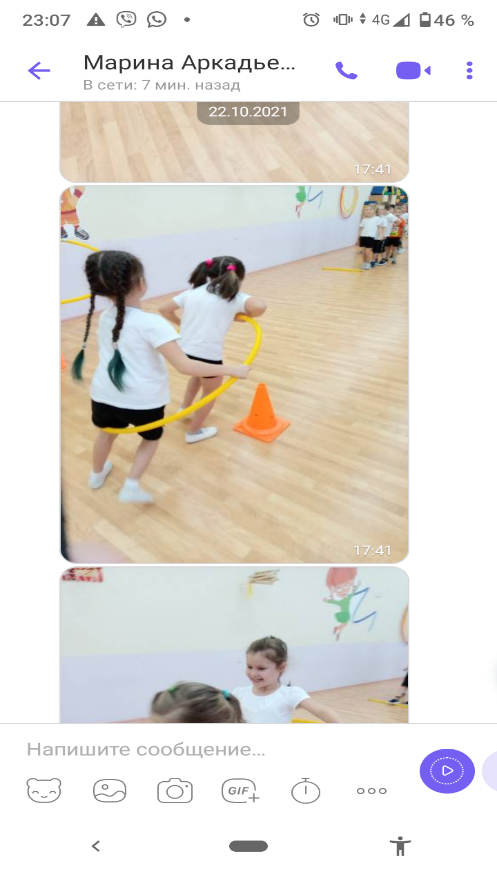 23:07
4G
46 %
Марина Аркадье...
В сети: 7 мин. назад
22.10.2021
17:41
17:41
Напишите сообщение...
GIF